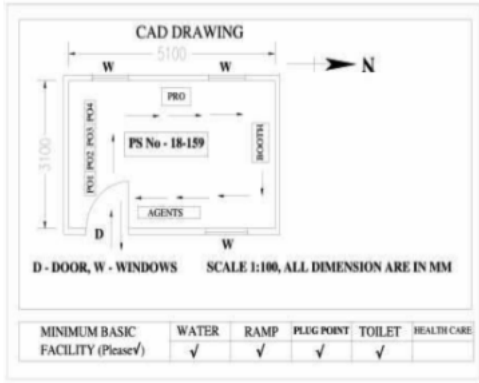 CAD DRAWING
5100
W W
N
PRO
3100
PO1 PO2 PO3 PO4
PS No - 18-159
BOOTH
AGENTS
D
W
D - DOOR, W - WINDOWS SCALE 1:100, ALL DIMENSION ARE IN MM
MINIMUM BASIC WATER RAMP PLUG POINT TOILET HEALTH CARE
FACILITY (Please√) √ √ √ √